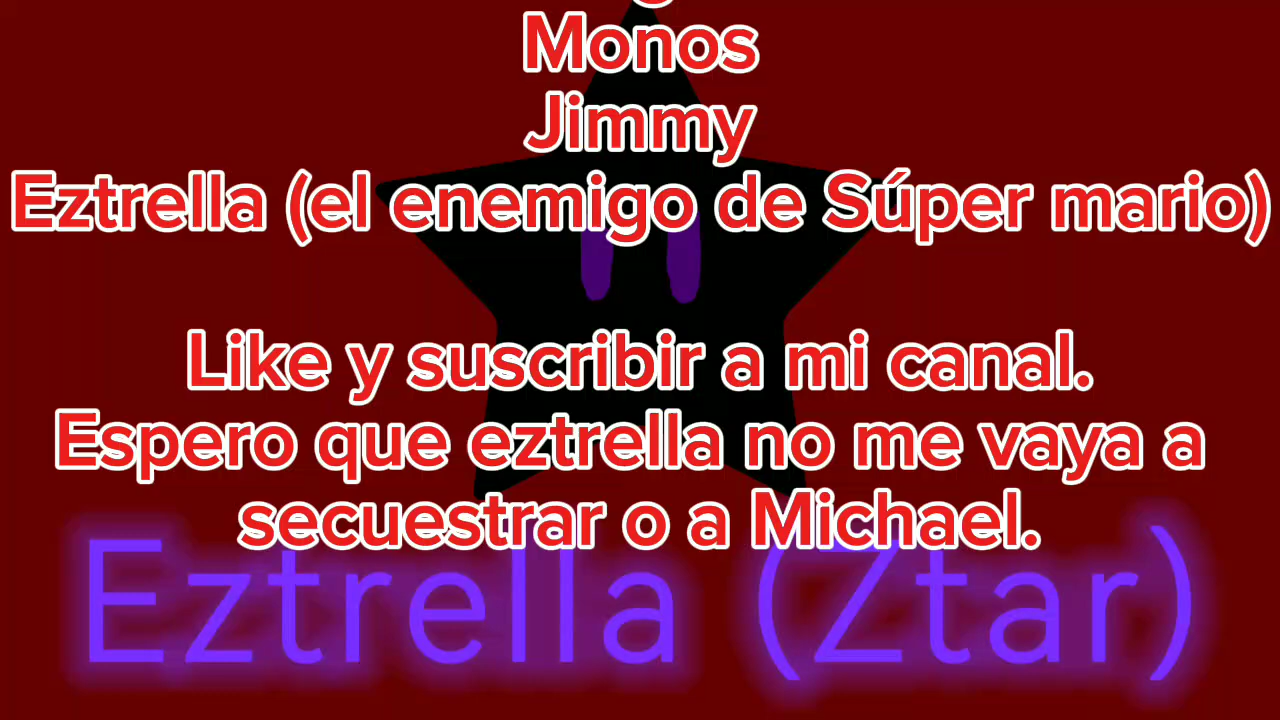 Monos
Jimmy
Eztrella (el enemigo de Súper mario)
Like y suscribir a mi canal.
Espero que eztrella no me vaya a
secuestrar o a Michael.
Eztrella (Ztar)